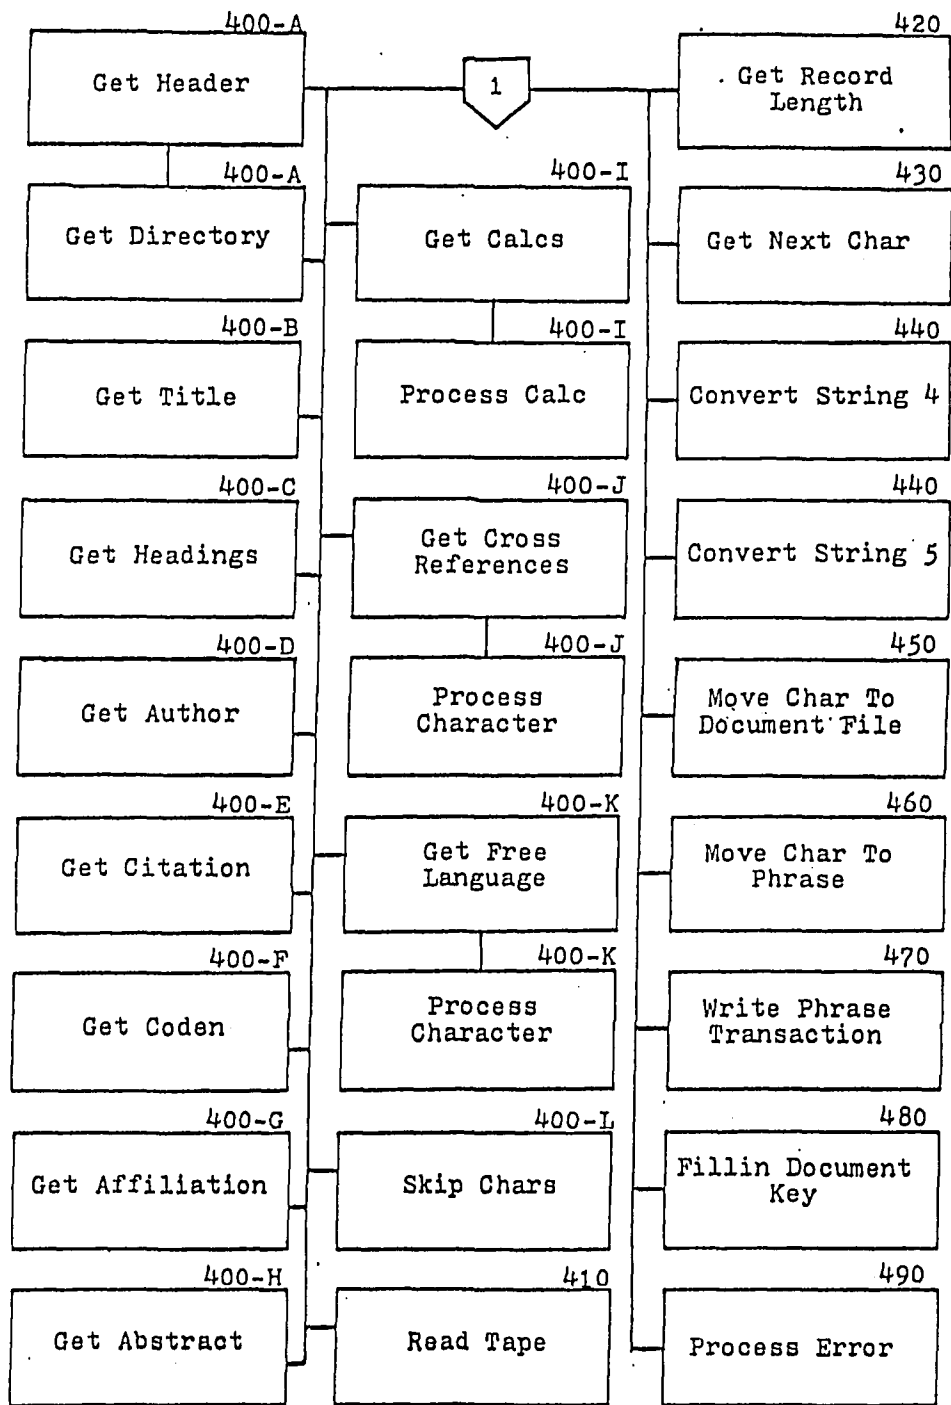 400-A
Get Header
400-A
Get Directory
400-B
Get Title
400-C
Get Headings
400-D
Get Author
400-E
Get Citation
400-F
Get Coden
400-G
Get Affiliation
400-H
Get Abstract
1
400-I
Get Calcs
400-I
Process Calc
400-J
Get Cross
References
400-J
Process
Character
400-K
Get Free
Language
400-K
Process
Character
400-L
Skip Chars
410
Read Tape
420
Get Record
Length
430
Get Next Char
440
Convert String 4
440
Convert String 5
450
Move Char To
Document File
460
Move Char To
Phrase
470
Write Phrase
Transaction
480
Fillin Document
Key
490
Process Error